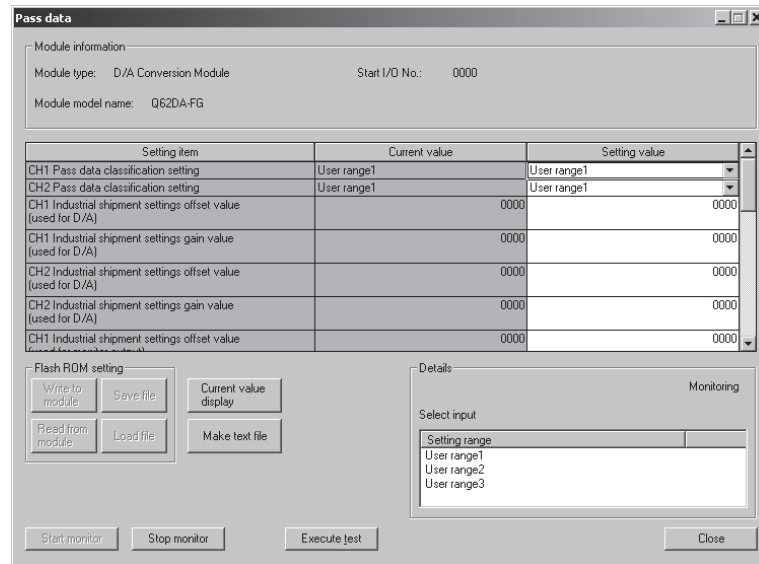 Pass data
Module information
Module type: D/A Conversion Module Start I/O No.: 0000
Module model name: Q62DA-FG
Setting item Current value Setting value
CH1 Pass data classification setting User range1 User range1
CH2 Pass data classification setting User range1 User range1
CH1 Industrial shipment settings offset value 0000 0000
(used for D/A)
CH1 Industrial shipment settings gain value 0000 0000
(used for D/A)
CH2 Industrial shipment settings offset value 0000 0000
(used for D/A)
CH2 Industrial shipment settings gain value 0000 0000
(used for D/A)
CH1 Industrial shipment settings offset value 0000 0000
(used for monitor output)
Flash ROM setting
Write to
module
Save file
Read from
module
Load file
Current value
display
Make text file
Details
Monitoring
Select input
Setting range
User range1
User range2
User range3
Start monitor Stop monitor Execute test Close